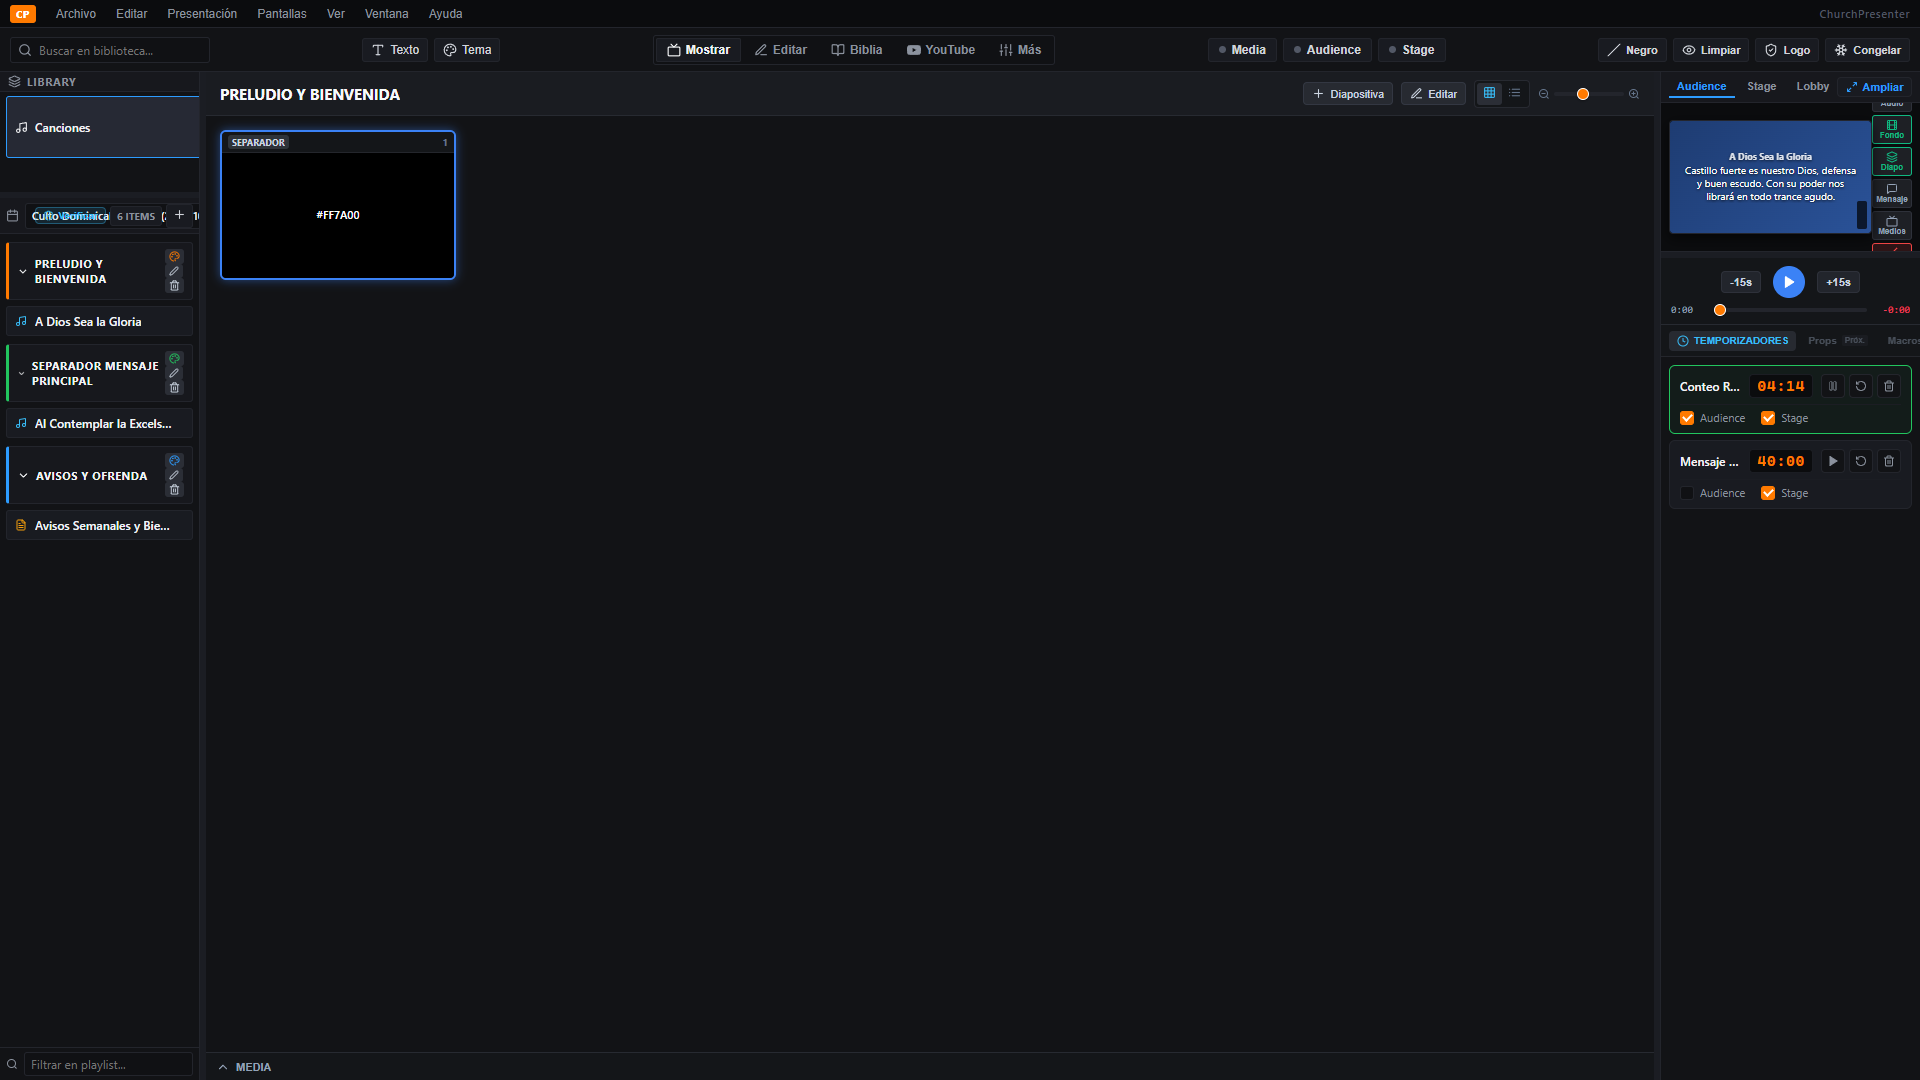 CP Archivo Editar Presentación Pantallas Ver Ventana Ayuda ChurchPresenter
Buscar en biblioteca... Texto Tema Mostrar Editar Biblia YouTube Más Media Audience Stage Negro Limpiar Logo Congelar
LIBRARY
Canciones
Culto Dominical 6 ITEMS
PRELUDIO Y
BIENVENIDA
A Dios Sea la Gloria
SEPARADOR MENSAJE
PRINCIPAL
Al Contemplar la Excels...
AVISOS Y OFRENDA
Avisos Semanales y Bie...
Filtrar en playlist...
PRELUDIO Y BIENVENIDA
Diapositiva Editar
SEPARADOR 1
#FF7A00
MEDIA
Audience Stage Lobby Ampliar
Audio
Fondo
Diapo
Mensaje
Medios
A Dios Sea la Gloria
Castillo fuerte es nuestro Dios, defensa
y buen escudo. Con su poder nos
librará en todo trance agudo.
-15s +15s
0:00 -0:00
TEMPORIZADORES Props Próx. Macros
Conteo R... 04:14
Audience Stage
Mensaje ... 40:00
Audience Stage